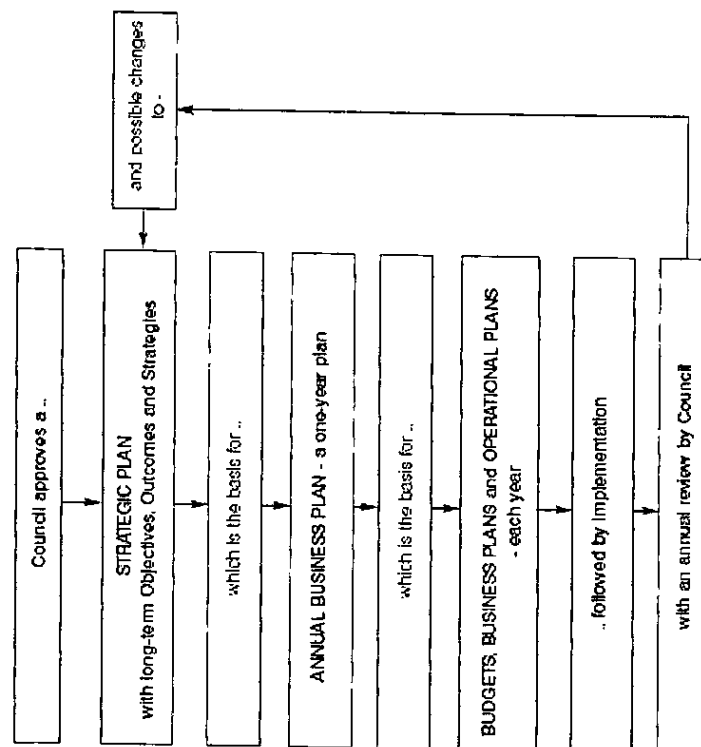 Council approves a ..
STRATEGIC PLAN
with long-term Objectives, Outcomes and Strategies
which is the basis for ..
ANNUAL BUSINESS PLAN - a one-year plan
which is the basis for ..
BUDGETS, BUSINESS PLANS and OPERATIONAL PLANS
- each year
.. followed by Implementation
with an annual review by Council
and possible changes
to -